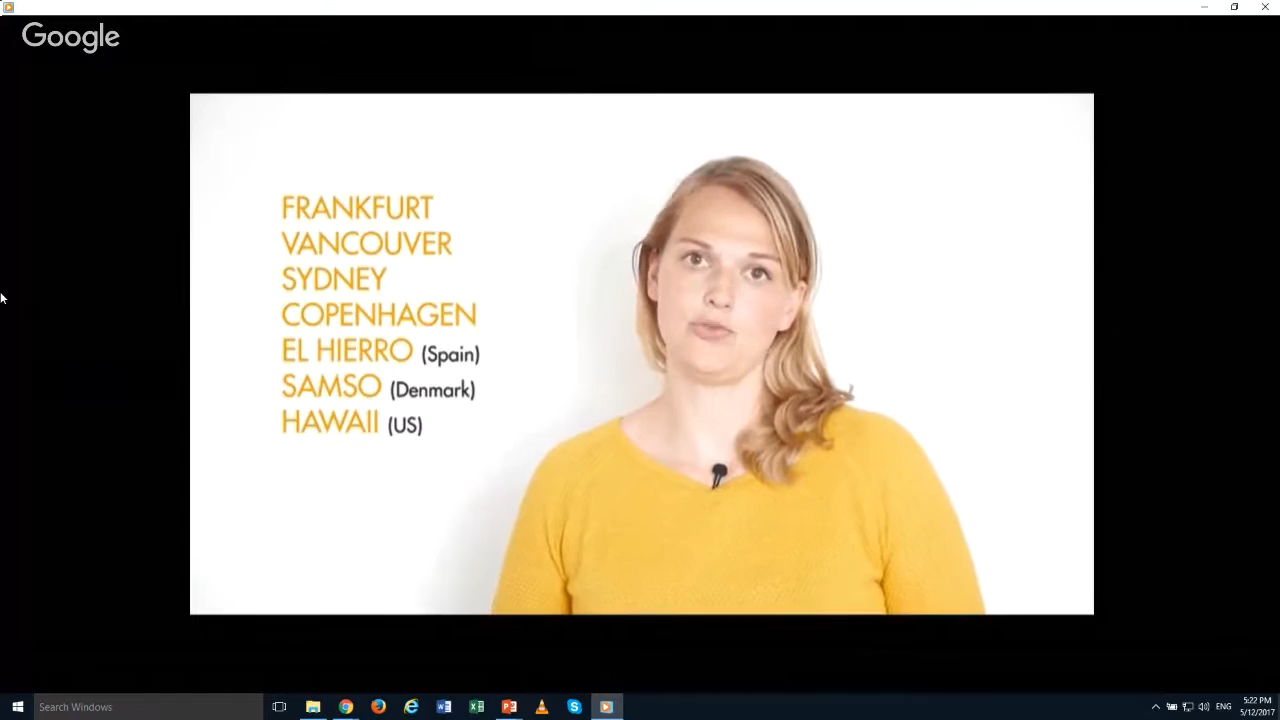 Google
FRANKFURT
VANCOUVER
SYDNEY
COPENHAGEN
EL HIERRO (Spain)
SAMSO (Denmark)
HAWAII (US)
Search Windows
ENG
5:22 PM
5/12/2017